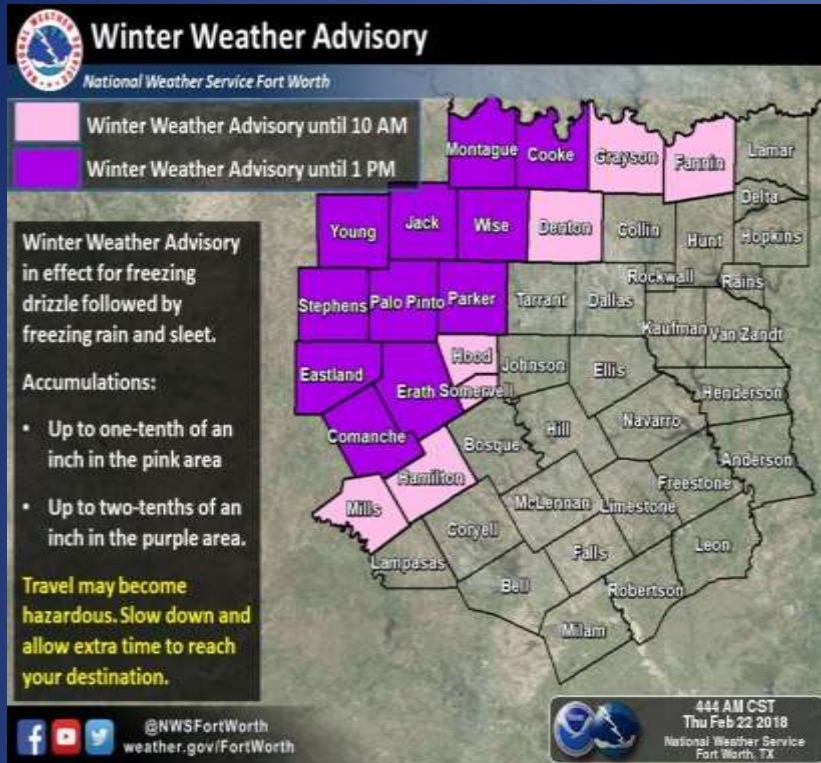 Winter Weather Advisory
National Weather Service Fort Worth
Winter Weather Advisory until 10 AM
Winter Weather Advisory until 1 PM
Winter Weather Advisory
in effect for freezing
drizzle followed by
freezing rain and sleet.
Accumulations:
• Up to one-tenth of an
inch in the pink area
• Up to two-tenths of an
inch in the purple area.
Travel may become
hazardous. Slow down and
allow extra time to reach
your destination.
Montague Cooke Grayson Fannin Lamar
Delta
Young Jack Wise Denton Collin Hunt Hopkins
Rockwall Rains
Stephens Palo Pinto Parker Tarrant Dallas
Kaufman Van Zandt
Eastland Hood Johnson Ellis
Erath Somervell Henderson
Comanche Bosque Hill Navarro
Anderson
Hamilton Freestone
Mills McLennan Limestone
Coryell Leon
Lampasas Falls
Bell Robertson
Milam
@NWSFortWorth
weather.gov/FortWorth
444 AM CST
Thu Feb 22 2018
National Weather Service
Fort Worth, TX